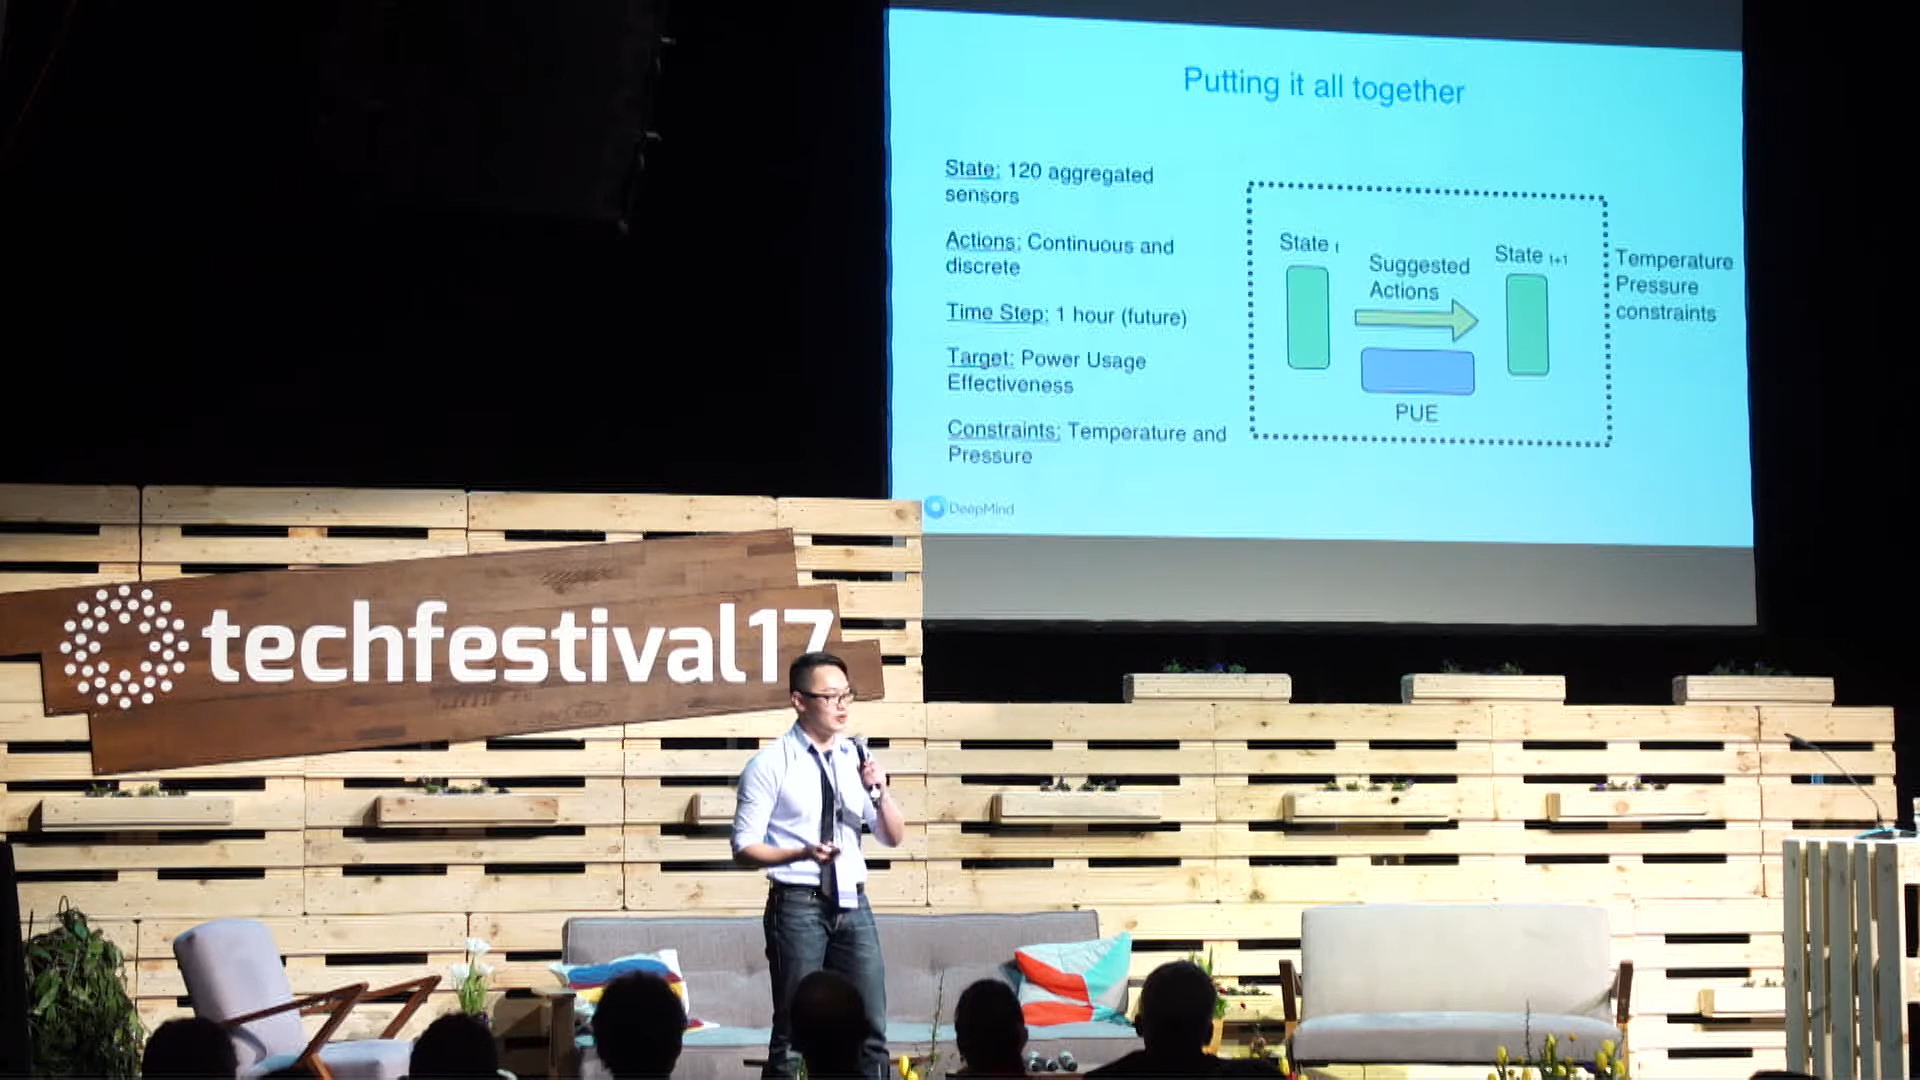 Putting it all together
State: 120 aggregated
sensors
Actions: Continuous and
discrete
Time Step: 1 hour (future)
Target: Power Usage
Effectiveness
Constraints: Temperature and
Pressure
State t
Suggested
Actions
State t+1
PUE
Temperature
Pressure
constraints
DeepMind
techfestival17